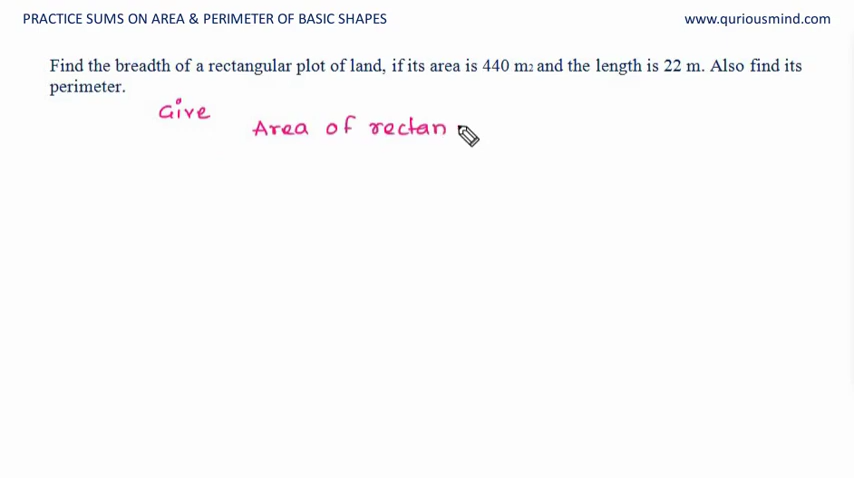 PRACTICE SUMS ON AREA & PERIMETER OF BASIC SHAPES
www.quriousmind.com
Find the breadth of a rectangular plot of land, if its area is 440 m2 and the length is 22 m. Also find its
perimeter.
Give
Area of rectan